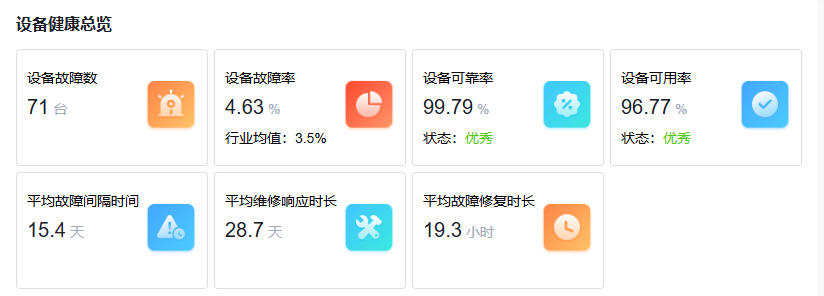 设备健康总览
设备故障数
71 台
设备故障率
4.63 %
行业均值：3.5%
设备可靠率
99.79 %
状态：优秀
设备可用率
96.77 %
状态：优秀
平均故障间隔时间
15.4 天
平均维修响应时长
28.7 天
平均故障修复时长
19.3 小时